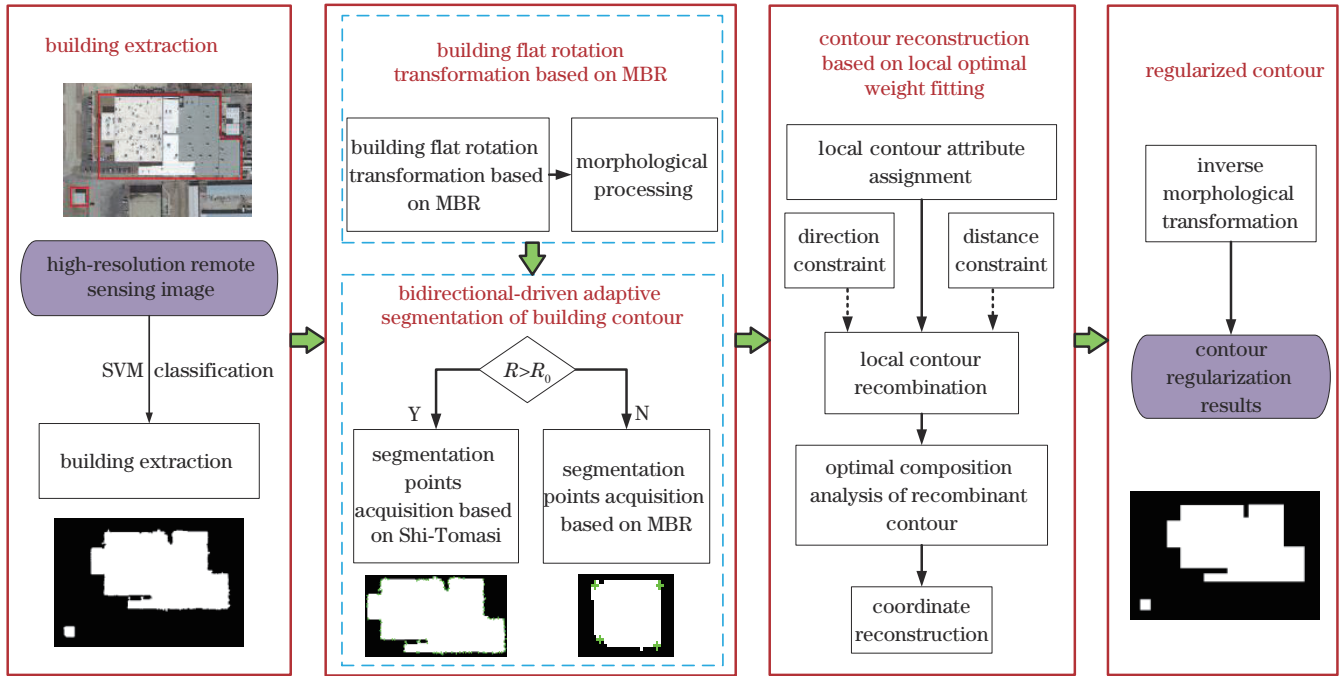 building extraction
high-resolution remote
sensing image
SVM classification
building extraction
building flat rotation
transformation based on MBR
building flat rotation
transformation based
on MBR
morphological
processing
bidirectional-driven adaptive
segmentation of building contour
R>R₀
Y
N
segmentation
points
acquisition based
on Shi-Tomasi
segmentation
points acquisition
based on MBR
contour reconstruction
based on local optimal
weight fitting
local contour attribute
assignment
direction
constraint
distance
constraint
local contour
recombination
optimal composition
analysis of recombinant
contour
coordinate
reconstruction
regularized contour
inverse
morphological
transformation
contour
regularization
results